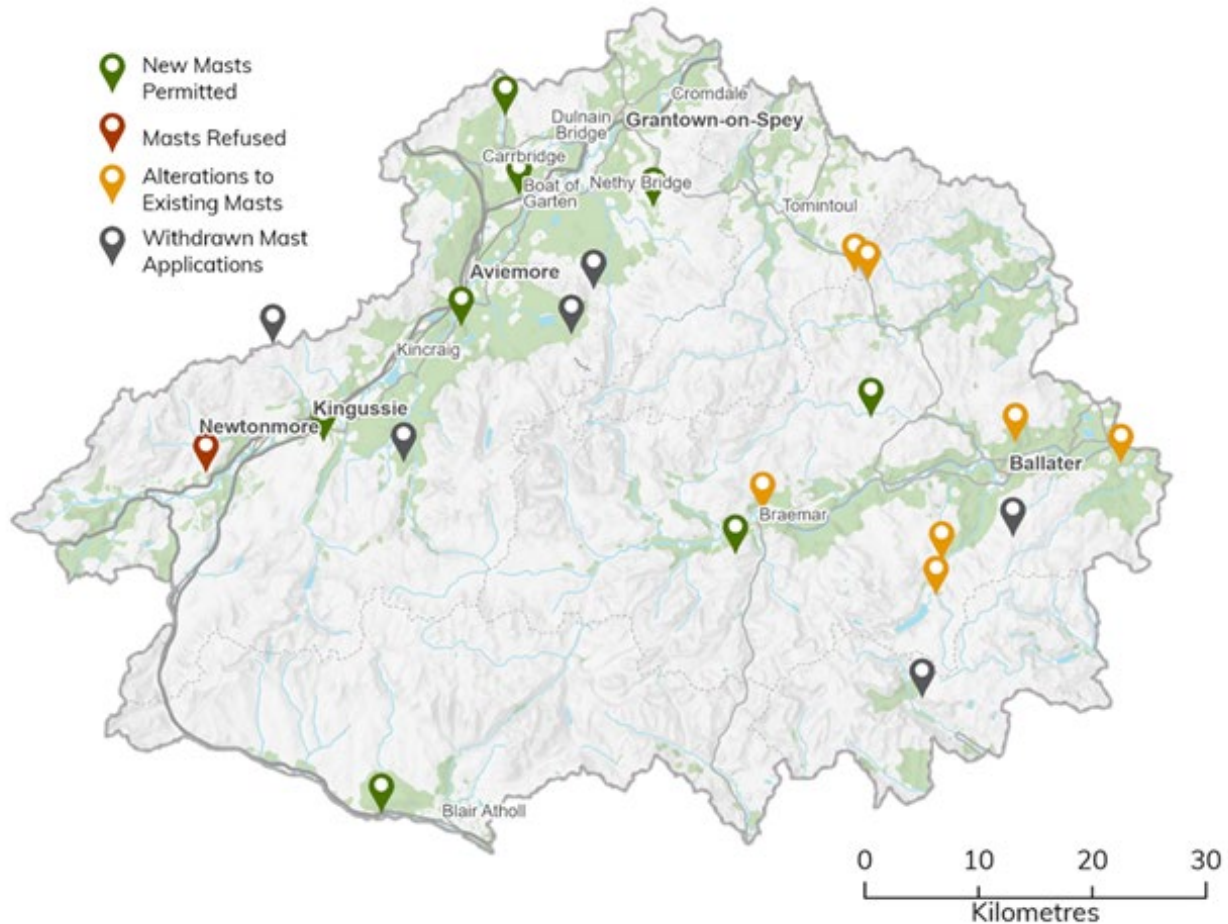 New Masts
Permitted
Masts Refused
Alterations to
Existing Masts
Withdrawn Mast
Applications
Cromdale
Dulnain
Bridge
Grantown-on-Spey
Carrbridge
Boat of
Garten
Nethy Bridge
Tomintoul
Aviemore
Kincraig
Kingussie
Newtonmore
Ballater
Braemar
Blair Atholl
0 10 20 30
Kilometres